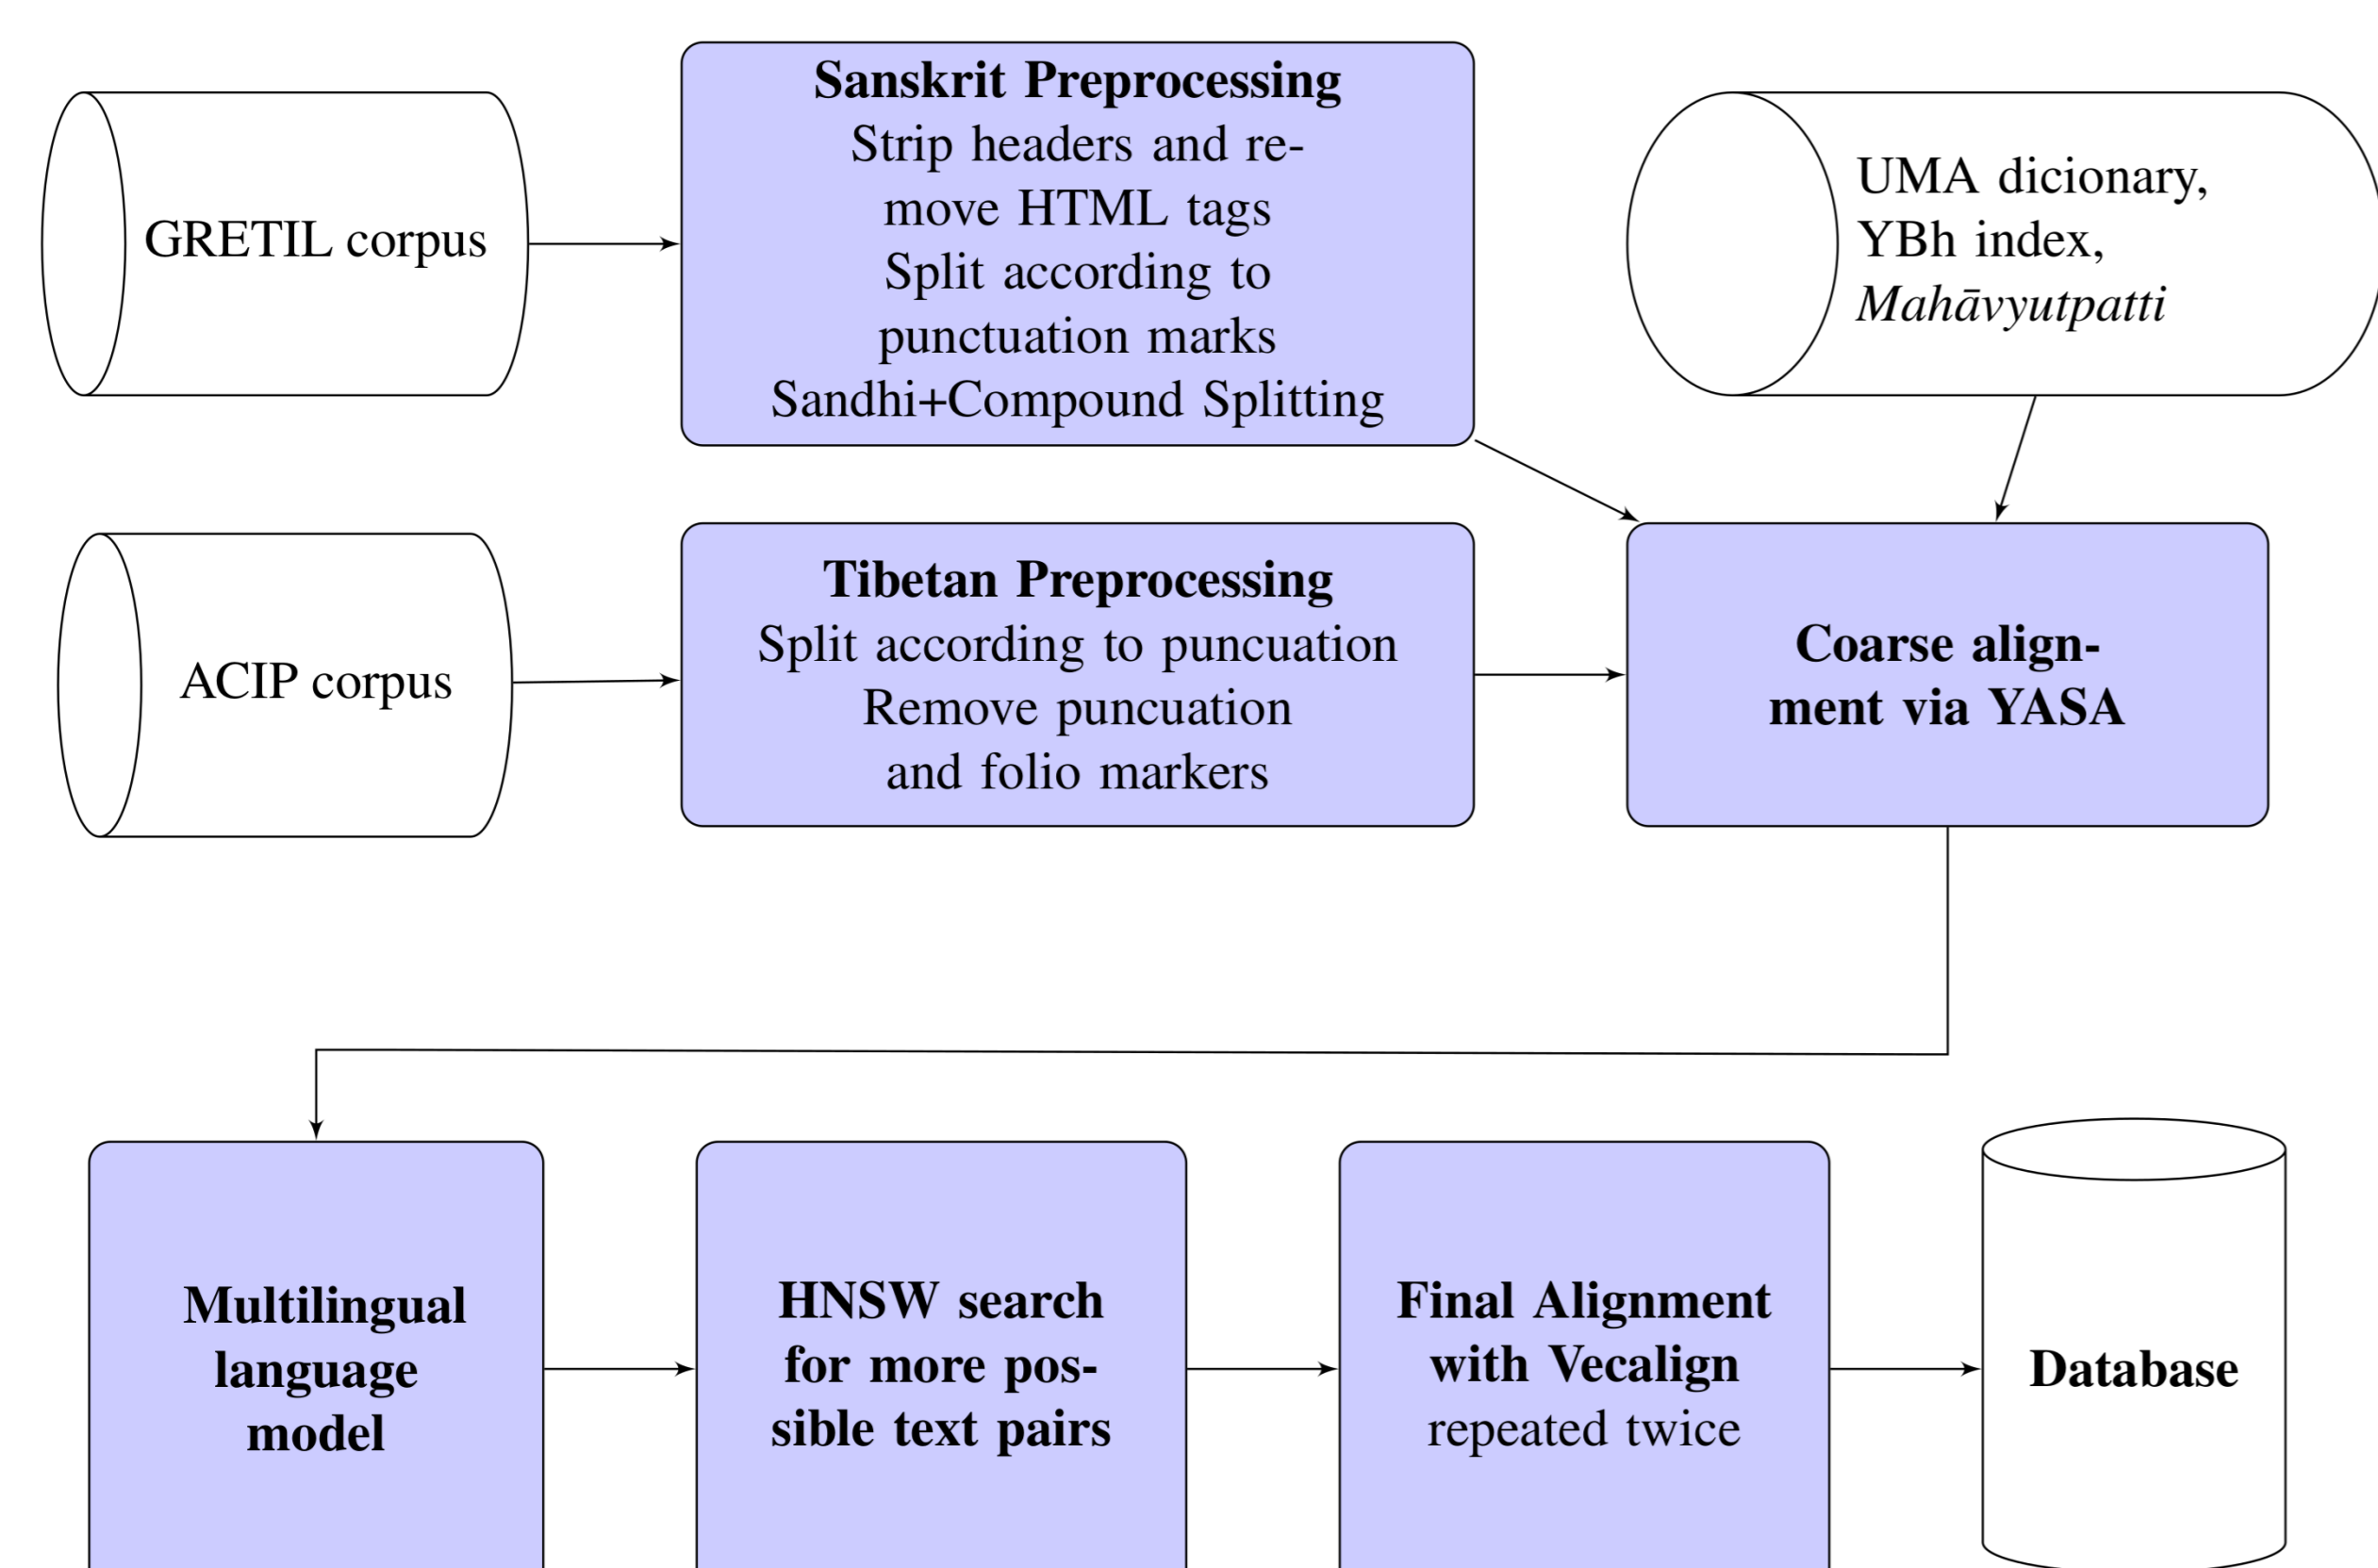 GRETIL corpus
Sanskrit Preprocessing
Strip headers and re-
move HTML tags
Split according to
punctuation marks
Sandhi+Compound Splitting
UMA dicionary,
YBh index,
Mahāvyutpatti
ACIP corpus
Tibetan Preprocessing
Split according to puncuation
Remove puncuation
and folio markers
Coarse align-
ment via YASA
Multilingual
language
model
HNSW search
for more pos-
sible text pairs
Final Alignment
with Vecalign
repeated twice
Database